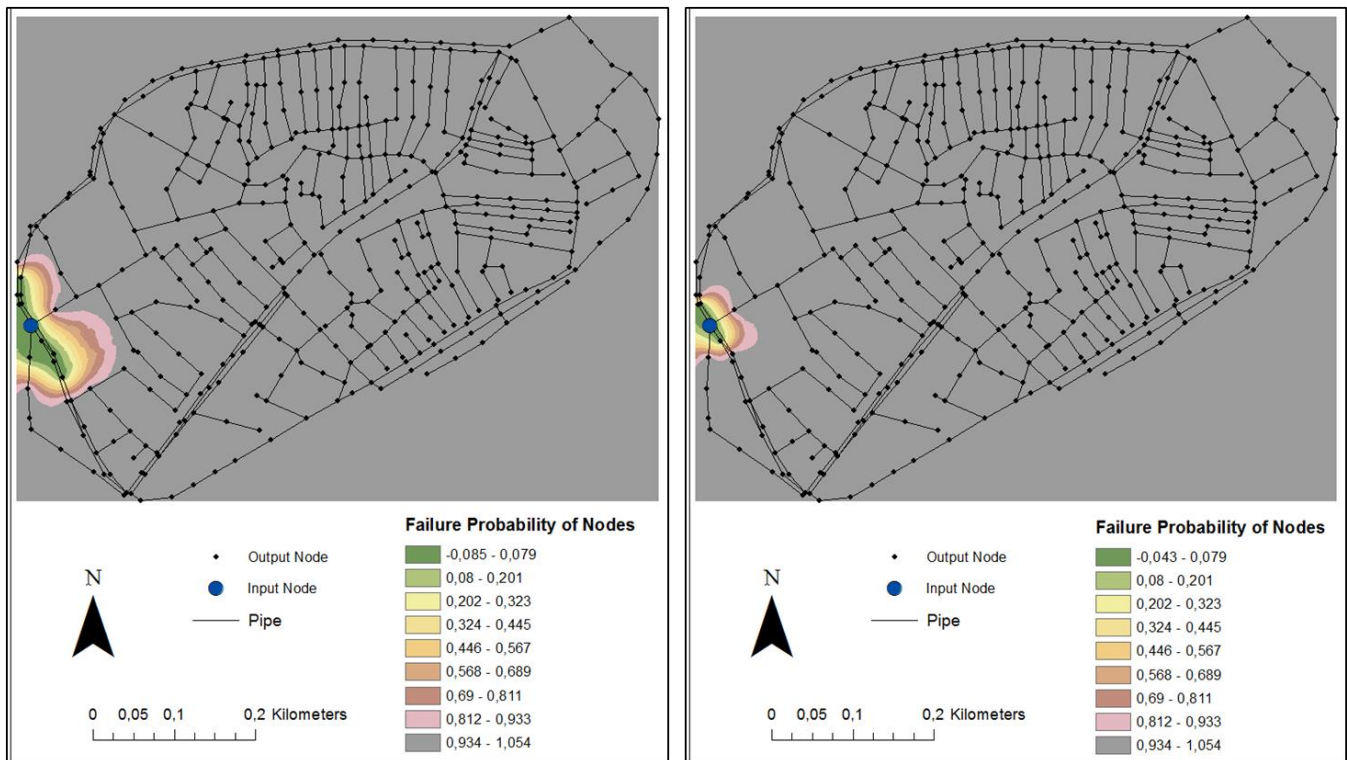 Failure Probability of Nodes
-0,085 - 0,079
0,08 - 0,201
0,202 - 0,323
0,324 - 0,445
0,446 - 0,567
0,568 - 0,689
0,69 - 0,811
0,812 - 0,933
0,934 - 1,054
Output Node
Input Node
Pipe
N
0 0,05 0,1 0,2 Kilometers
Failure Probability of Nodes
-0,043 - 0,079
0,08 - 0,201
0,202 - 0,323
0,324 - 0,445
0,446 - 0,567
0,568 - 0,689
0,69 - 0,811
0,812 - 0,933
0,934 - 1,054
Output Node
Input Node
Pipe
N
0 0,05 0,1 0,2 Kilometers